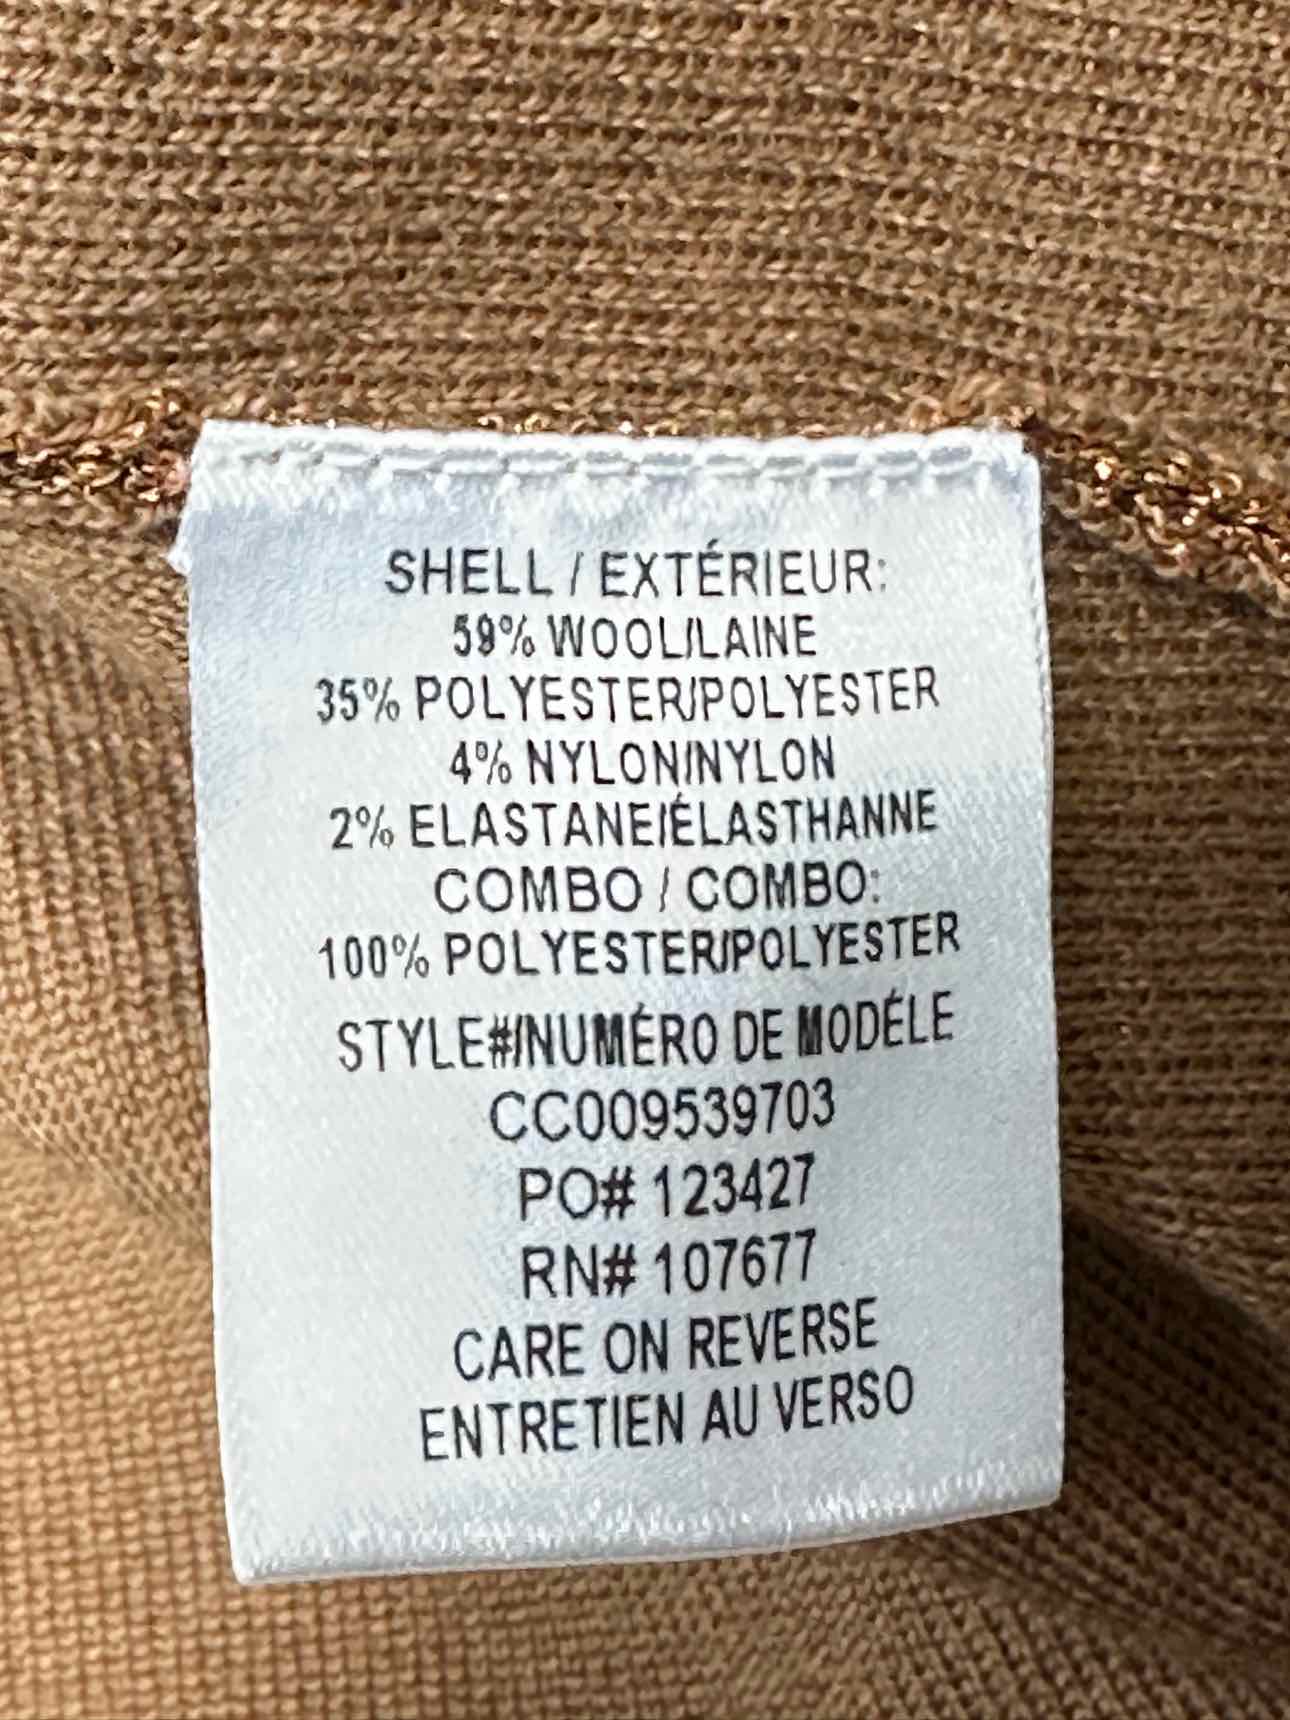 SHELL / EXTÉRIEUR:
59% WOOL/LAINE
35% POLYESTER/POLYESTER
4% NYLON/NYLON
2% ELASTANE/ÉLASTHANNE
COMBO / COMBO:
100% POLYESTER/POLYESTER
STYLE#/NUMÉRO DE MODÉLE
CC009539703
PO# 123427
RN# 107677
CARE ON REVERSE
ENTRETIEN AU VERSO